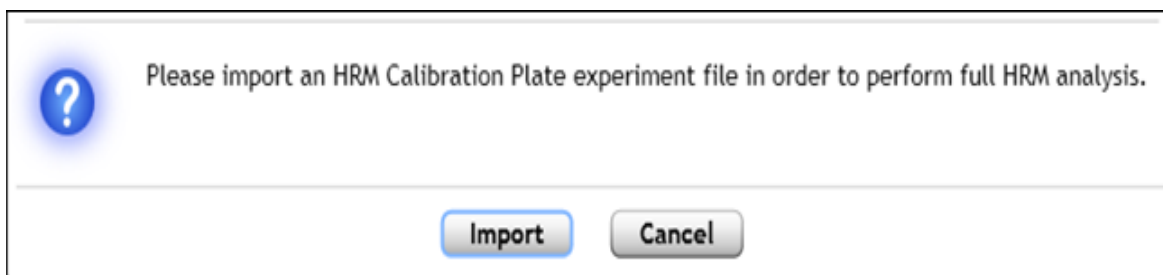 Please import an HRM Calibration Plate experiment file in order to perform full HRM analysis.
Import
Cancel